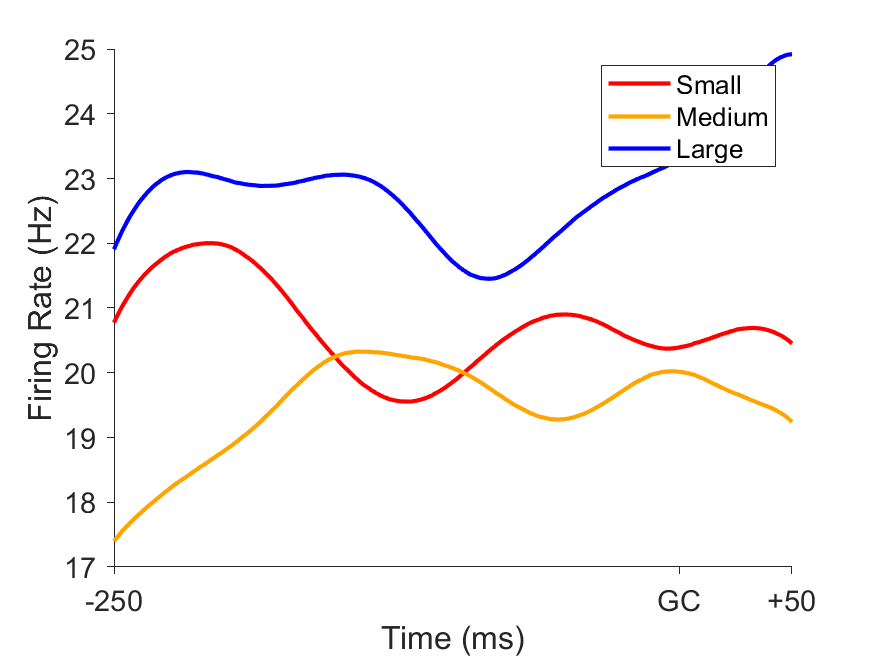 Firing Rate (Hz)
25
24
23
22
21
20
19
18
17
Small
Medium
Large
-250
GC
+50
Time (ms)